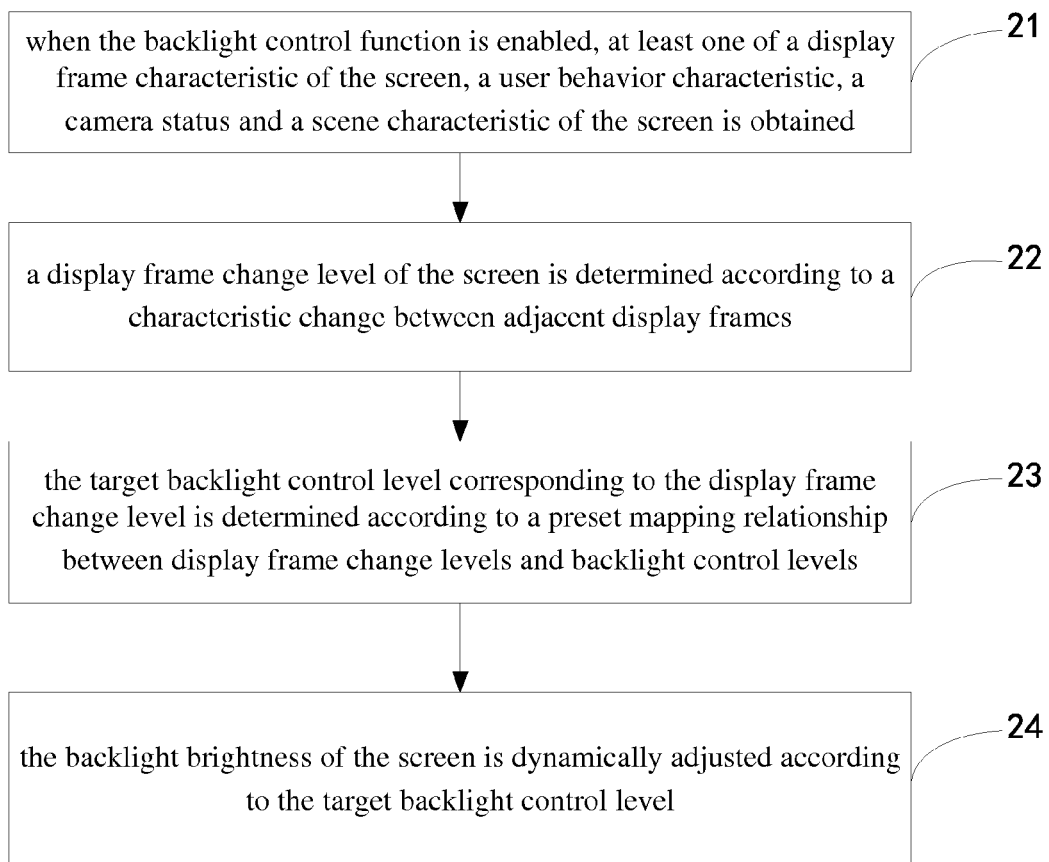 when the backlight control function is enabled, at least one of a display
frame characteristic of the screen, a user behavior characteristic, a
camera status and a scene characteristic of the screen is obtained
21
a display frame change level of the screen is determined according to a
characteristic change between adjacent display frames
22
the target backlight control level corresponding to the display frame
change level is determined according to a preset mapping relationship
between display frame change levels and backlight control levels
23
the backlight brightness of the screen is dynamically adjusted according
to the target backlight control level
24